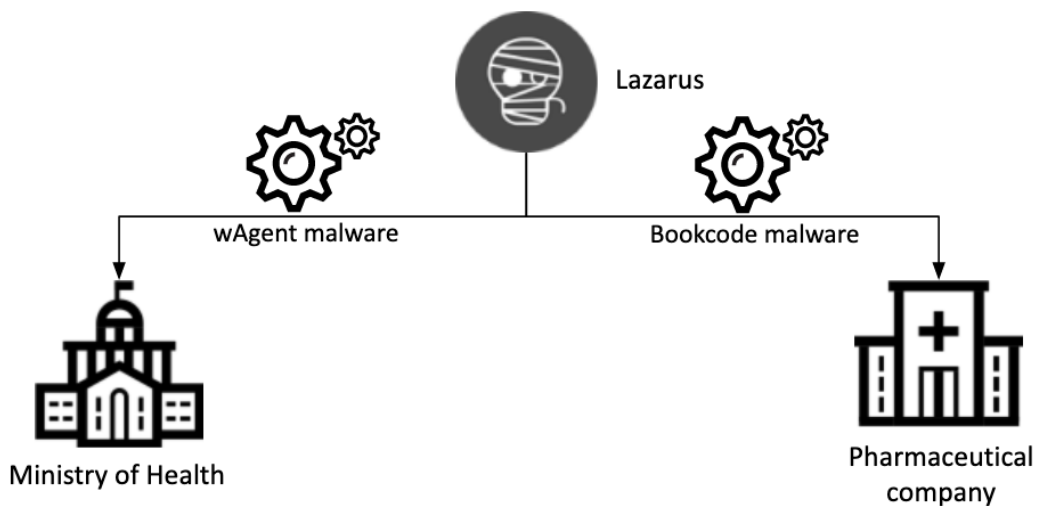 Lazarus
wAgent malware
Bookcode malware
Ministry of Health
Pharmaceutical
company